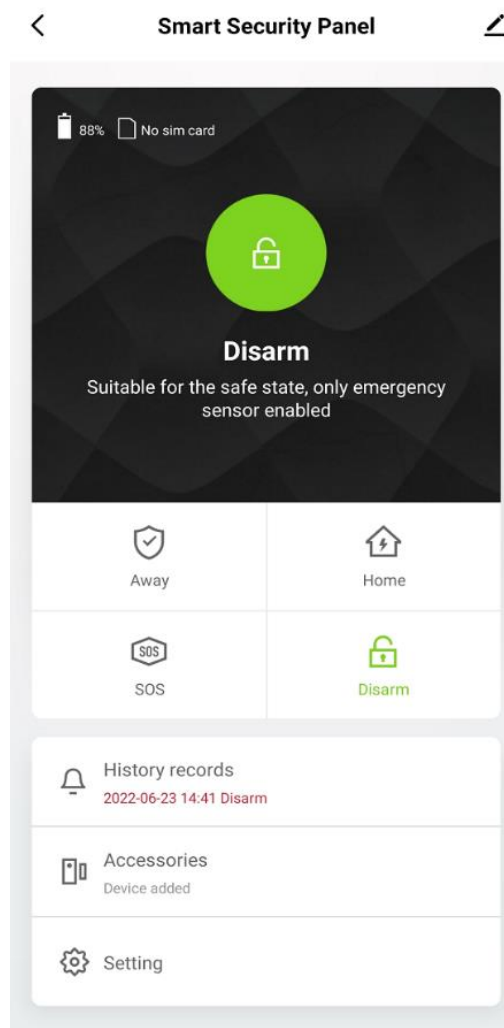 Smart Security Panel
88% No sim card
Disarm
Suitable for the safe state, only emergency
sensor enabled
Away Home
SOS
SOS Disarm
History records
2022-06-23 14:41 Disarm
Accessories
Device added
Setting